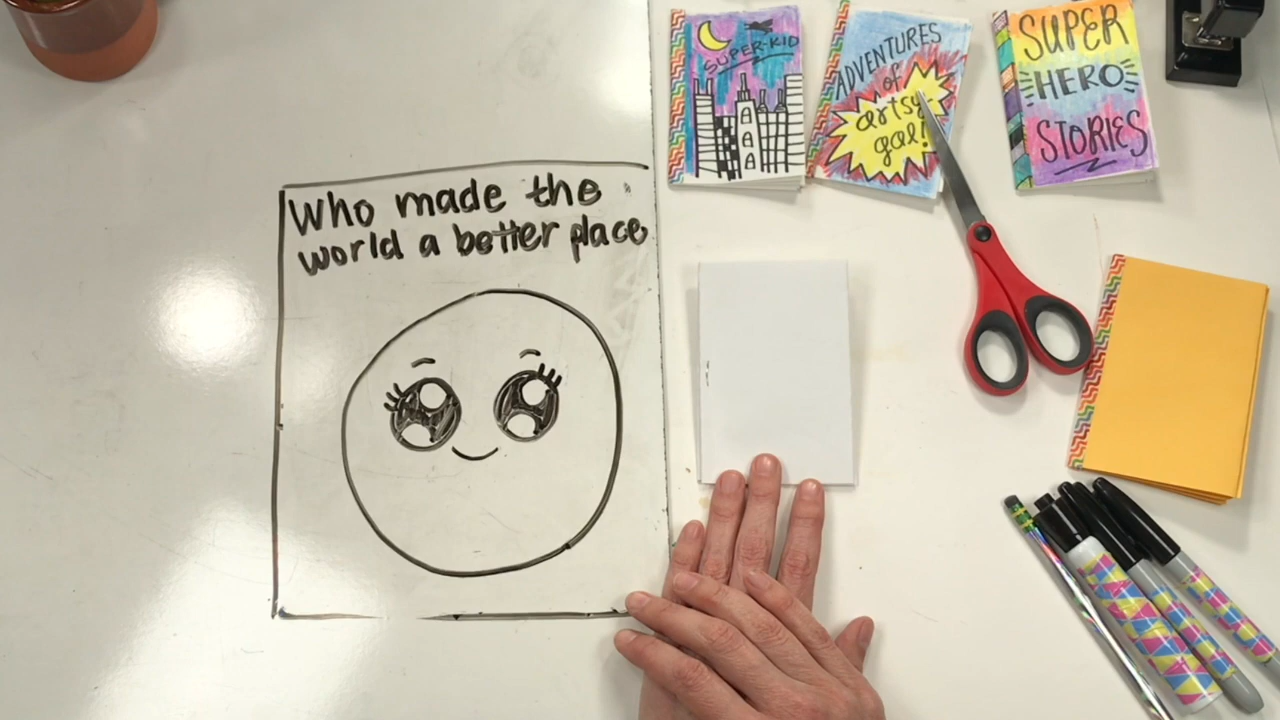 SUPER-KID
ADVENTURES
of
artsy
gal!
SUPER
HERO
STORIES
Who made the
world a better place